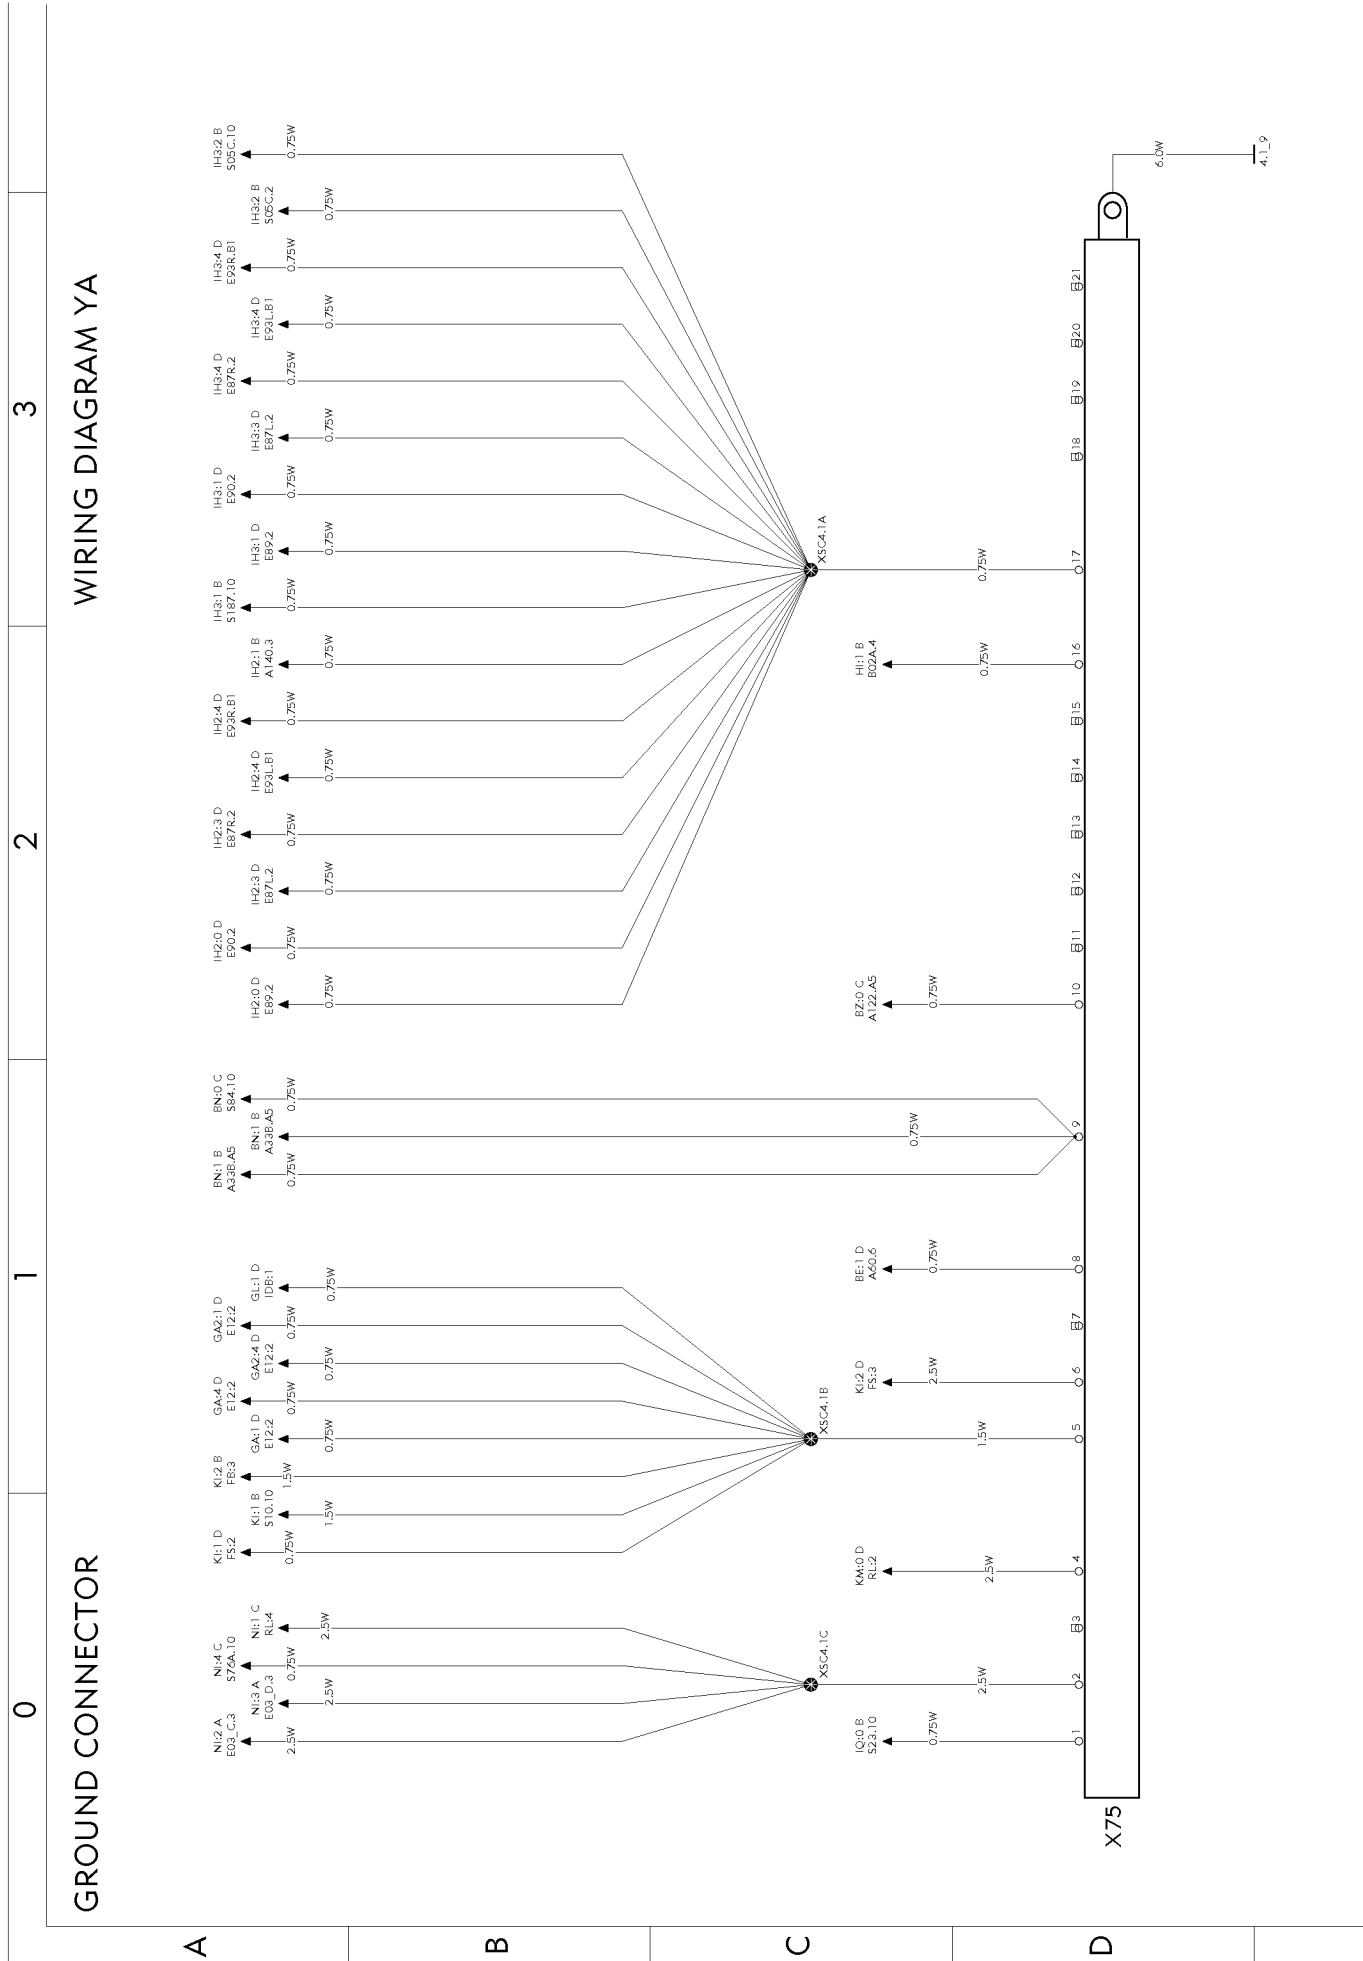 0
1
2
3
GROUND CONNECTOR
WIRING DIAGRAM YA
A
B
C
D
NI:2 A
E03_C.3
2.5W
NI:3 A
E03_D.3
2.5W
NI:4 C
S76A.10
0.75W
NI:1 C
RL:4
2.5W
KI:1 D
FS:2
0.75W
KI:1 B
S10.10
1.5W
KI:2 B
FB:3
1.5W
GA:1 D
E12:2
0.75W
GA:4 D
E12:2
0.75W
GA2:4 D
E12:2
0.75W
GA2:1 D
E12:2
0.75W
GL:1 D
IDB:1
0.75W
BN:1 B
A33B.A5
0.75W
BN:1 B
A33B.A5
0.75W
BN:0 C
S84.10
0.75W
IH2:0 D
E89.2
0.75W
IH2:0 D
E90.2
0.75W
IH2:3 D
E87L.2
0.75W
IH2:3 D
E87R.2
0.75W
IH2:4 D
E93L.B1
0.75W
IH2:4 D
E93R.B1
0.75W
IH2:1 B
A140.3
0.75W
IH3:1 B
S187.10
0.75W
IH3:1 D
E89.2
0.75W
IH3:1 D
E90.2
0.75W
IH3:3 D
E87L.2
0.75W
IH3:4 D
E87R.2
0.75W
IH3:4 D
E93L.B1
0.75W
IH3:4 D
E93R.B1
0.75W
IH3:2 B
S05C.2
0.75W
IH3:2 B
S05C.10
0.75W
XSC4.1C
XSC4.1B
XSC4.1A
IQ:0 B
S23.10
0.75W
2.5W
KM:0 D
RL:2
2.5W
1.5W
KI:2 D
FS:3
2.5W
BE:1 D
A60.6
0.75W
BZ:0 C
A122.A5
0.75W
HI:1 B
B02A.4
0.75W
0.75W
1
2
3
4
5
6
7
8
9
10
11
12
13
14
15
16
17
18
19
20
21
X75
6.0W
4.1_9